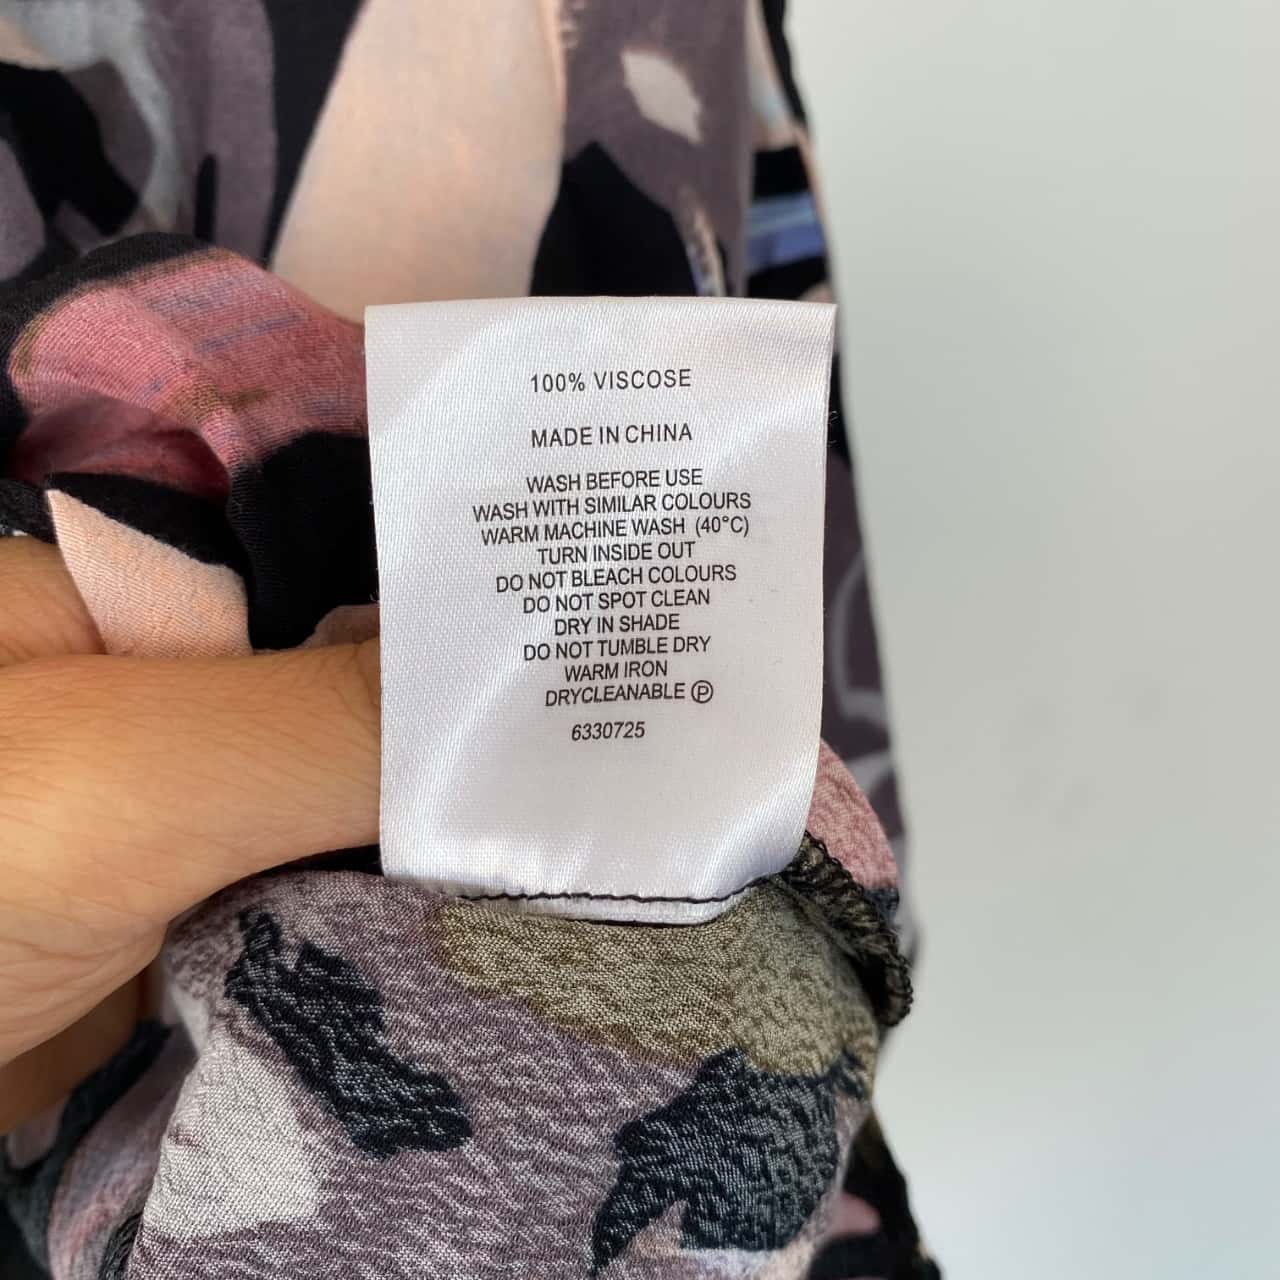 100% VISCOSE
MADE IN CHINA
WASH BEFORE USE
WASH WITH SIMILAR COLOURS
WARM MACHINE WASH (40°C)
TURN INSIDE OUT
DO NOT BLEACH COLOURS
DO NOT SPOT CLEAN
DRY IN SHADE
DO NOT TUMBLE DRY
WARM IRON
DRYCLEANABLE Ⓟ
6330725